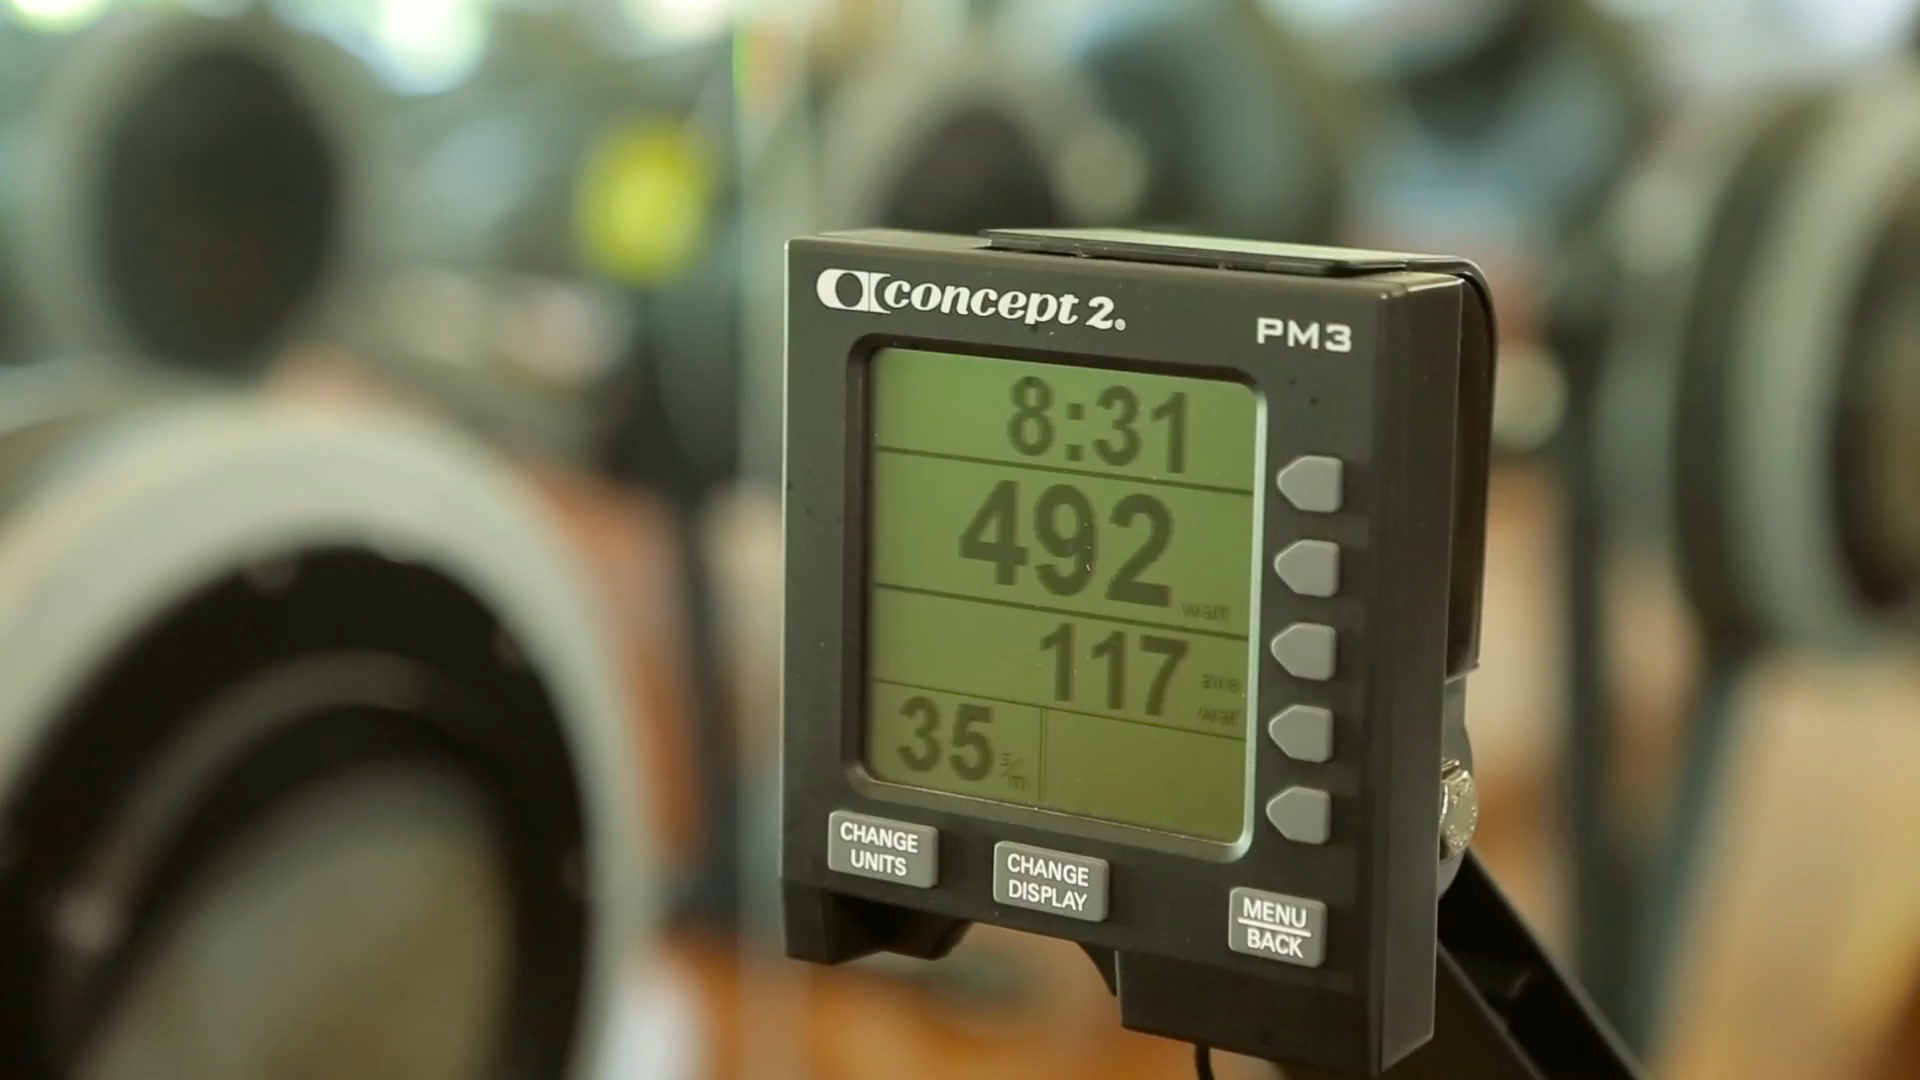 concept 2®
PM3
8:31
492 watt
117 ave
watt
35 s/m
CHANGE
UNITS
CHANGE
DISPLAY
MENU
BACK